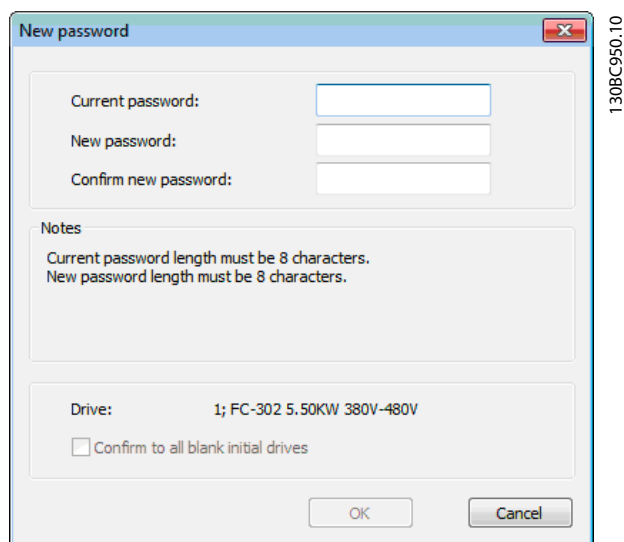 New password
130BC950.10
Current password:
New password:
Confirm new password:
Notes
Current password length must be 8 characters.
New password length must be 8 characters.
Drive: 1; FC-302 5.50KW 380V-480V
Confirm to all blank initial drives
OK Cancel